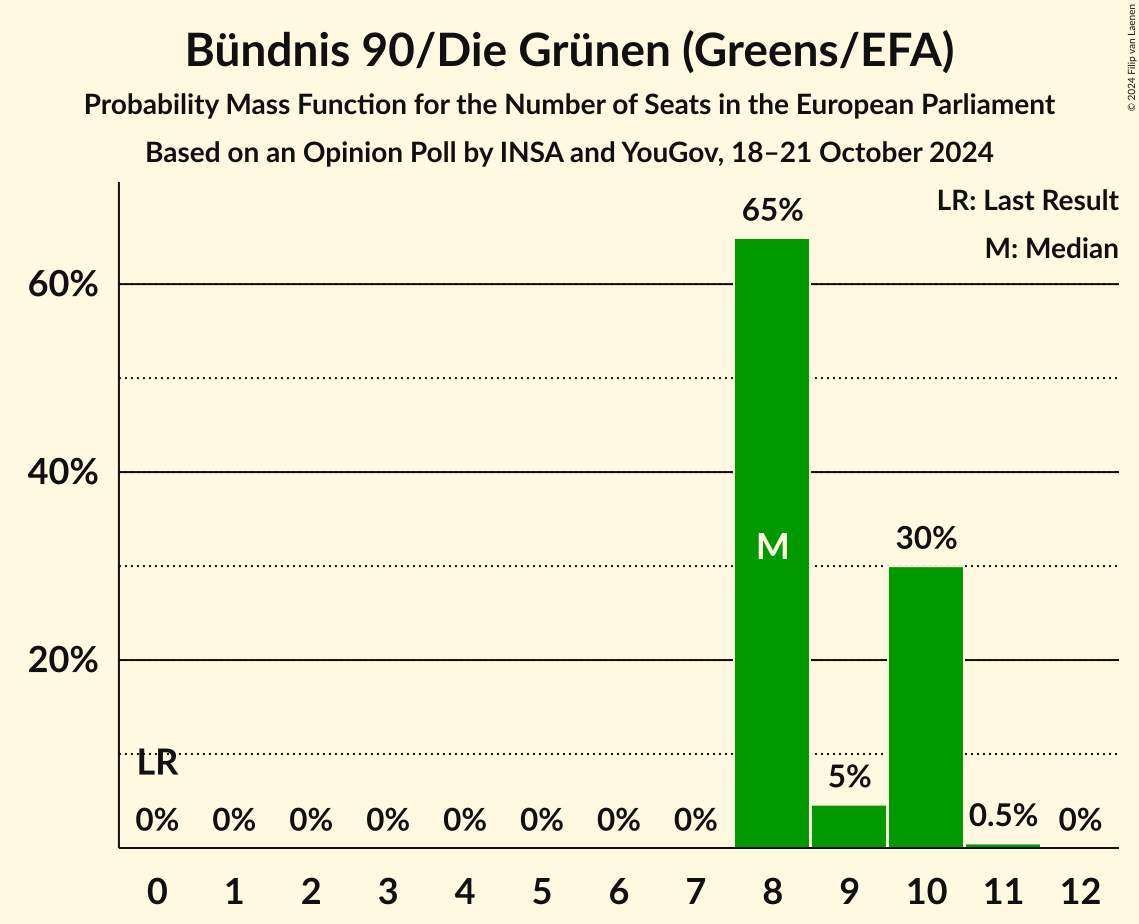 Bündnis 90/Die Grünen (Greens/EFA)
Probability Mass Function for the Number of Seats in the European Parliament
Based on an Opinion Poll by INSA and YouGov, 18–21 October 2024
© 2024 Filip van Laenen
LR: Last Result
M: Median
65%
60%
40%
M
30%
20%
LR
5%
0% 0% 0% 0% 0% 0% 0% 0% 0.5% 0%
0 1 2 3 4 5 6 7 8 9 10 11 12